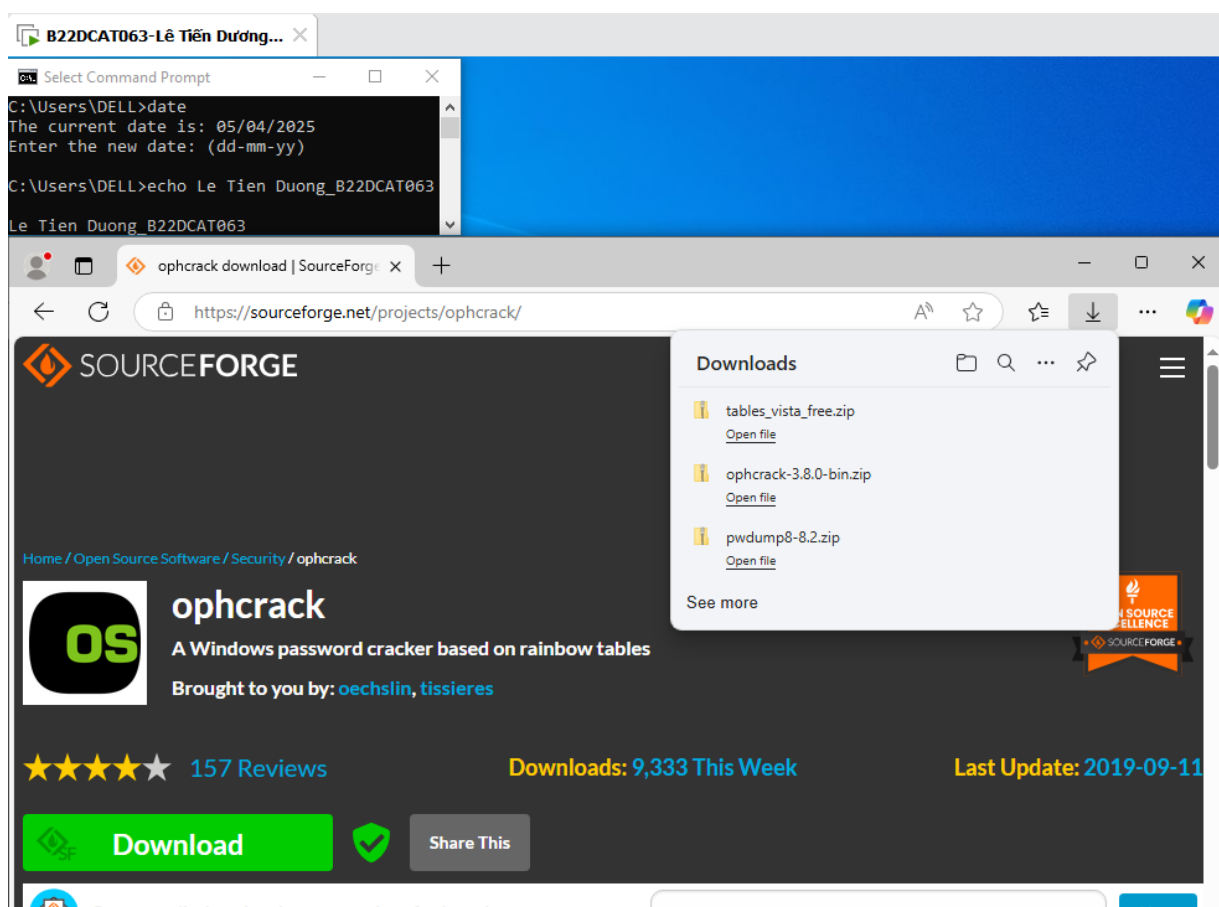 B22DCAT063-Lê Tiến Dương...
Select Command Prompt
C:\Users\DELL>date
The current date is: 05/04/2025
Enter the new date: (dd-mm-yy)
C:\Users\DELL>echo Le Tien Duong_B22DCAT063
Le Tien Duong_B22DCAT063
ophcrack download | SourceForge
https://sourceforge.net/projects/ophcrack/
SOURCEFORGE
Downloads
tables_vista_free.zip
Open file
ophcrack-3.8.0-bin.zip
Open file
pwdump8-8.2.zip
Open file
See more
Home / Open Source Software / Security / ophcrack
OS
ophcrack
A Windows password cracker based on rainbow tables
Brought to you by: oechslin, tissieres
SOURCE
SOURCEFORGE
157 Reviews
Downloads: 9,333 This Week
Last Update: 2019-09-11
SF
Download
Share This